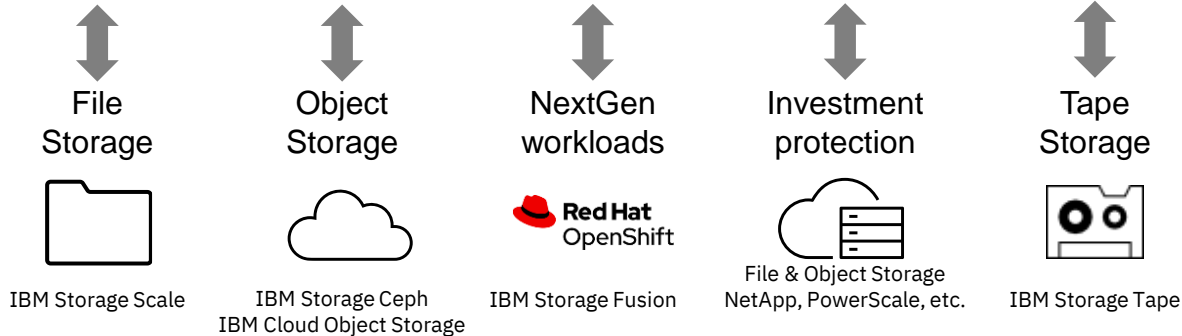 File
Storage
Object
Storage
NextGen
workloads
Investment
protection
Tape
Storage
Red Hat
OpenShift
IBM Storage Scale
IBM Storage Ceph
IBM Cloud Object Storage
IBM Storage Fusion
File & Object Storage
NetApp, PowerScale, etc.
IBM Storage Tape